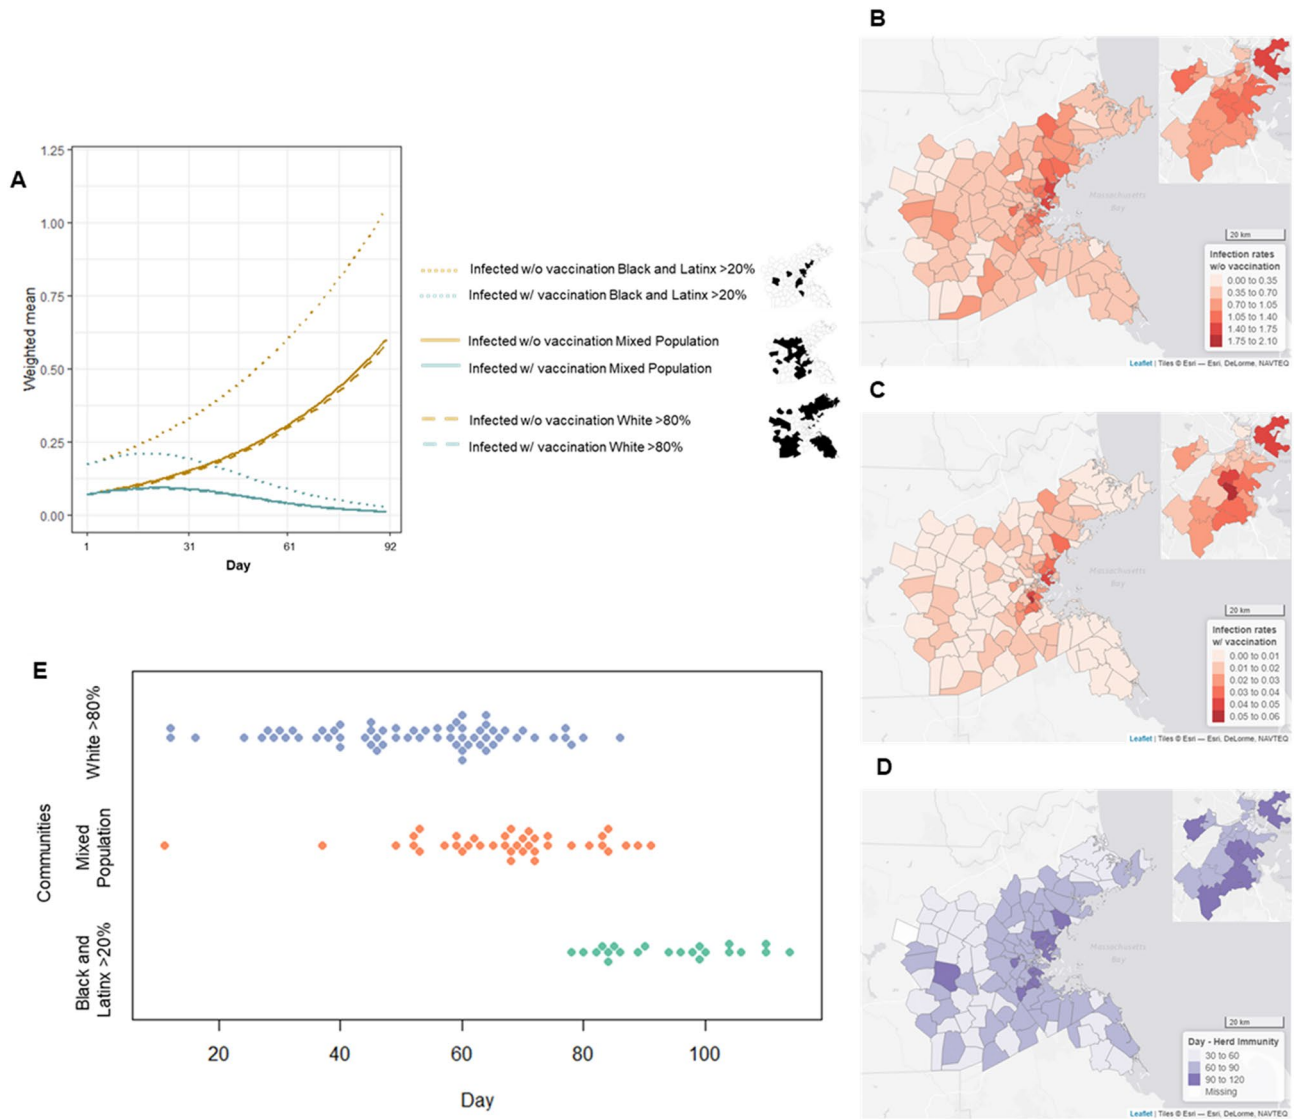 A
1.25
1.00
0.75
0.50
0.25
0.00
Weighted mean
1
31
61
92
Day
Infected w/o vaccination Black and Latinx >20%
Infected w/ vaccination Black and Latinx >20%
Infected w/o vaccination Mixed Population
Infected w/ vaccination Mixed Population
Infected w/o vaccination White >80%
Infected w/ vaccination White >80%
B
Massachusetts
Bay
20 km
Infection rates
w/o vaccination
0.00 to 0.35
0.35 to 0.70
0.70 to 1.05
1.05 to 1.40
1.40 to 1.75
1.75 to 2.10
Leaflet | Tiles © Esri — Esri, DeLorme, NAVTEQ
C
Massachusetts
Bay
20 km
Infection rates
w/ vaccination
0.00 to 0.01
0.01 to 0.02
0.02 to 0.03
0.03 to 0.04
0.04 to 0.05
0.05 to 0.06
Leaflet | Tiles © Esri — Esri, DeLorme, NAVTEQ
D
Massachusetts
Bay
20 km
Day - Herd Immunity
30 to 60
60 to 90
90 to 120
Missing
Leaflet | Tiles © Esri — Esri, DeLorme, NAVTEQ
E
Communities
White >80%
Mixed
Population
Black and
Latinx >20%
20
40
60
80
100
Day